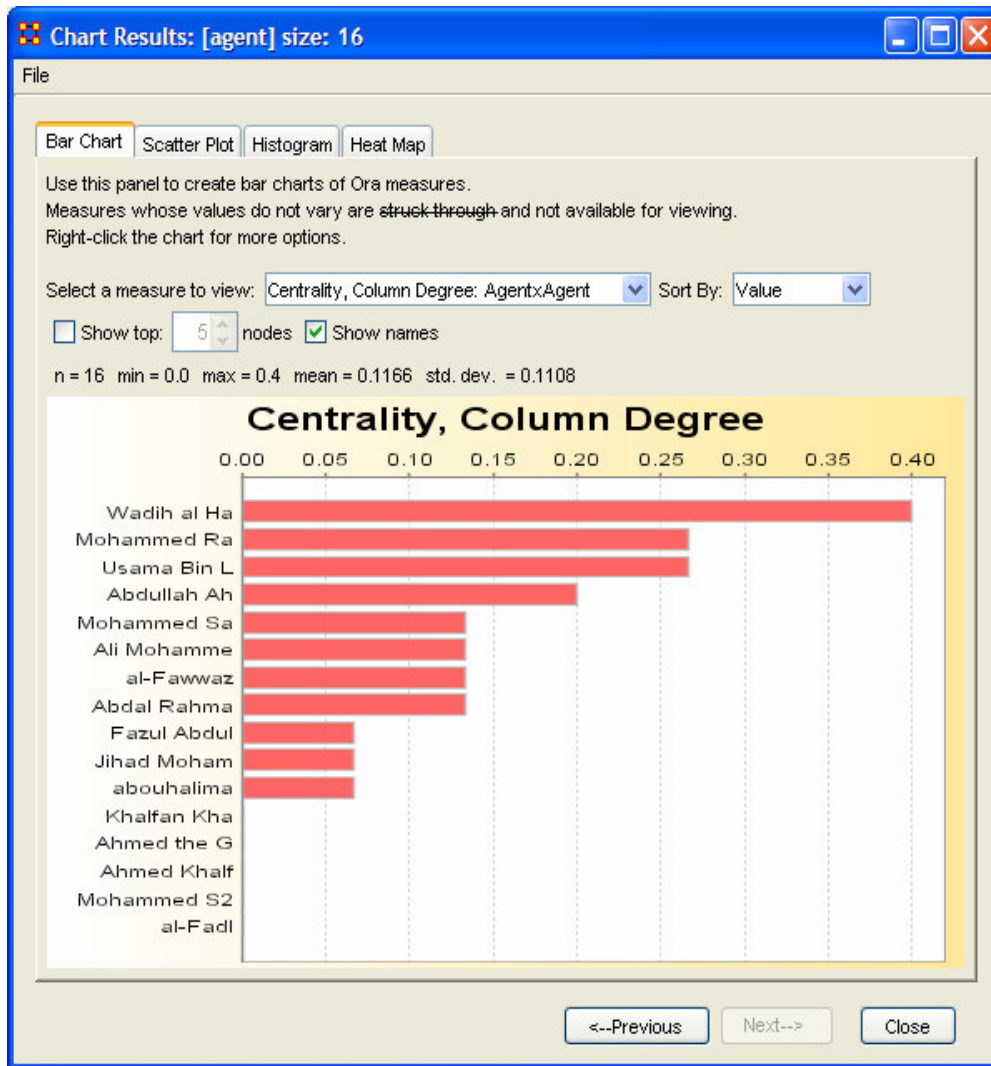 Chart Results: [agent] size: 16
File
Bar Chart Scatter Plot Histogram Heat Map
Use this panel to create bar charts of Ora measures.
Measures whose values do not vary are struck through and not available for viewing.
Right-click the chart for more options.
Select a measure to view: Centrality, Column Degree: AgentxAgent Sort By: Value
Show top: 5 nodes Show names
n = 16 min = 0.0 max = 0.4 mean = 0.1166 std. dev. = 0.1108
Centrality, Column Degree
0.00 0.05 0.10 0.15 0.20 0.25 0.30 0.35 0.40
Wadih al Ha
Mohammed Ra
Usama Bin L
Abdullah Ah
Mohammed Sa
Ali Mohamme
al-Fawwaz
Abdal Rahma
Fazul Abdul
Jihad Moham
abouhalima
Khalfan Kha
Ahmed the G
Ahmed Khalf
Mohammed S2
al-Fadl
<--Previous Next--> Close